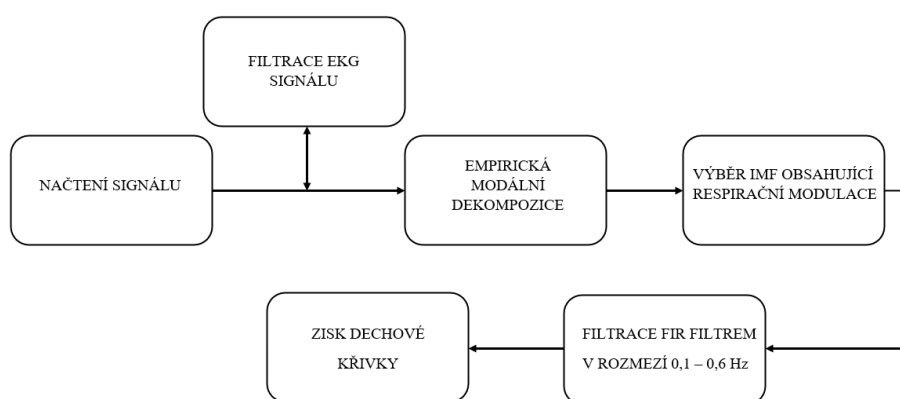 FILTRACE EKG
SIGNÁLU
NAČTENÍ SIGNÁLU
EMPIRICKÁ
MODÁLNÍ
DEKOMPOZICE
VÝBĚR IMF OBSAHUJÍCÍ
RESPIRAČNÍ MODULACE
ZISK DECHOVÉ
KŘIVKY
FILTRACE FIR FILTREM
V ROZMEZÍ 0,1 – 0,6 Hz